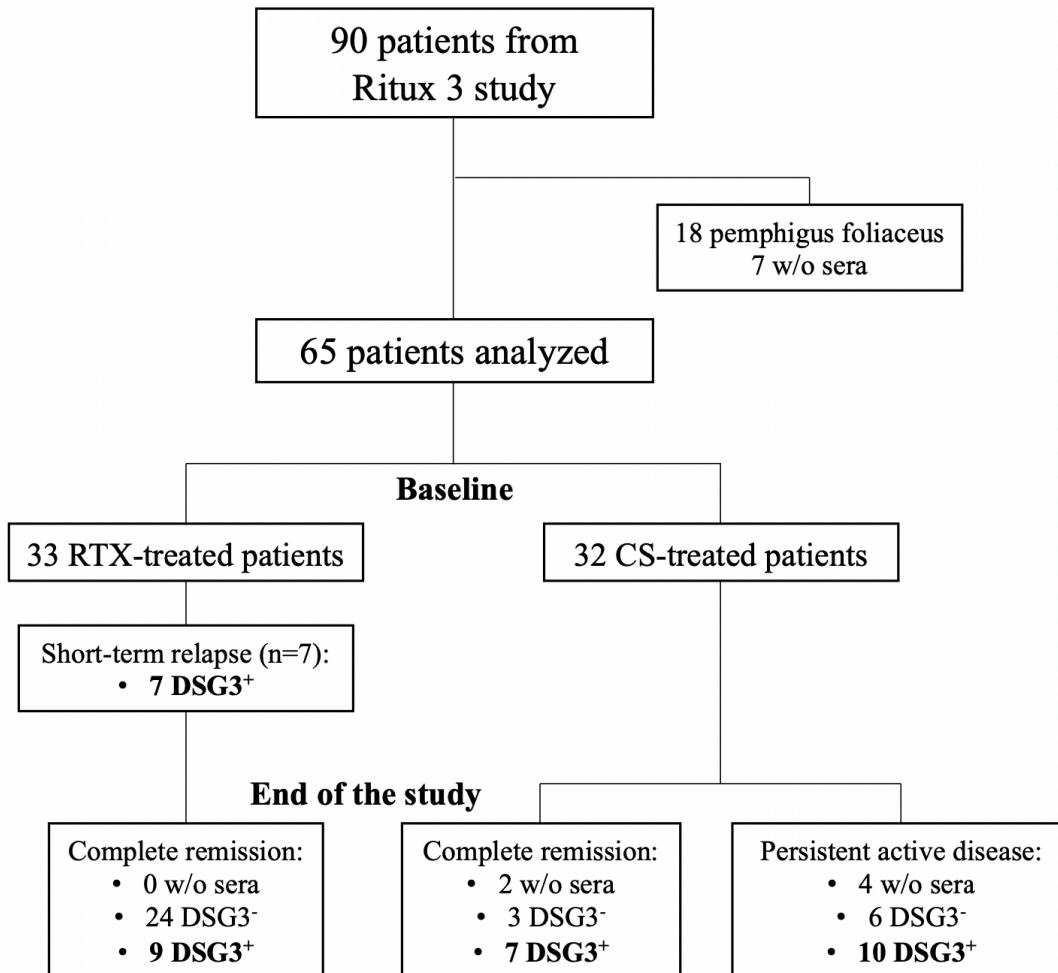 90 patients from
Ritux 3 study
18 pemphigus foliaceus
7 w/o sera
65 patients analyzed
Baseline
33 RTX-treated patients
32 CS-treated patients
Short-term relapse (n=7):
• 7 DSG3⁺
End of the study
Complete remission:
• 0 w/o sera
• 24 DSG3⁻
• 9 DSG3⁺
Complete remission:
• 2 w/o sera
• 3 DSG3⁻
• 7 DSG3⁺
Persistent active disease:
• 4 w/o sera
• 6 DSG3⁻
• 10 DSG3⁺